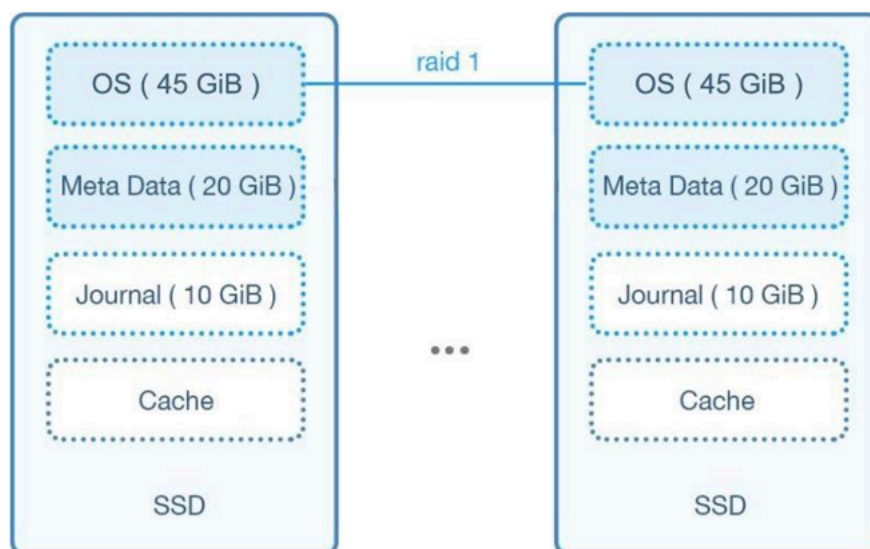 OS ( 45 GiB )
raid 1
OS ( 45 GiB )
Meta Data ( 20 GiB )
Meta Data ( 20 GiB )
Journal ( 10 GiB )
Journal ( 10 GiB )
...
Cache
Cache
SSD
SSD